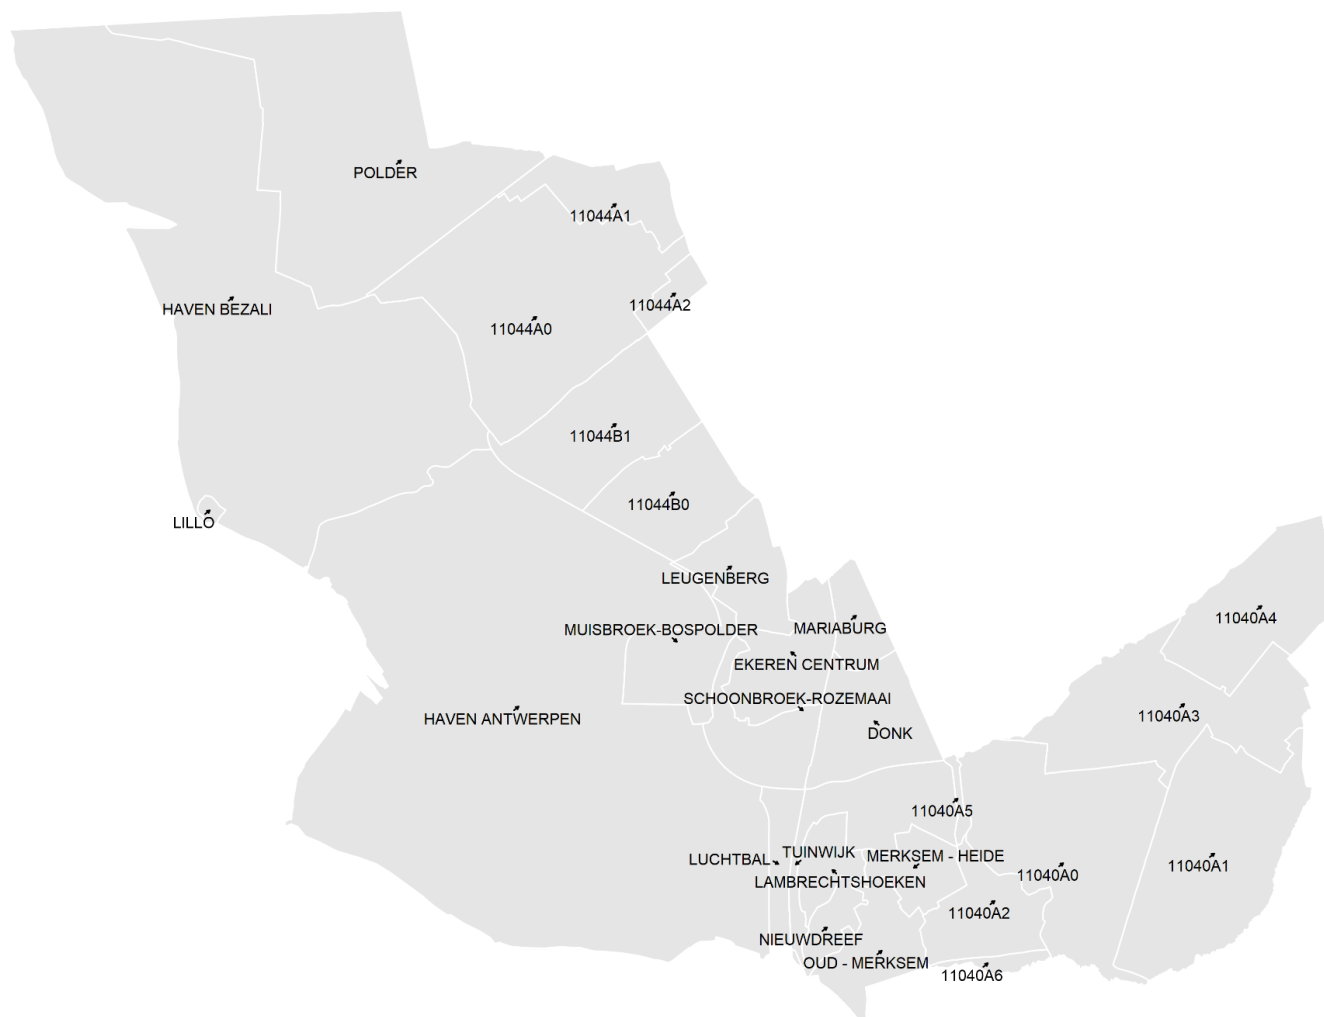 POLDER
11044A1
HAVEN BEZALI
11044A2
11044A0
11044B1
11044B0
LILLO
LEUGENBERG
11040A4
MUISBROEK-BOSPOLDER
MARIABURG
EKEREN CENTRUM
SCHOONBROEK-ROZEMAAI
11040A3
HAVEN ANTWERPEN
DONK
11040A5
TUINWIJK
MERKSEM - HEIDE
LUCHTBAL
11040A1
11040A0
LAMBRECHTSHOEKEN
11040A2
NIEUWDREEF
OUD - MERKSEM
11040A6